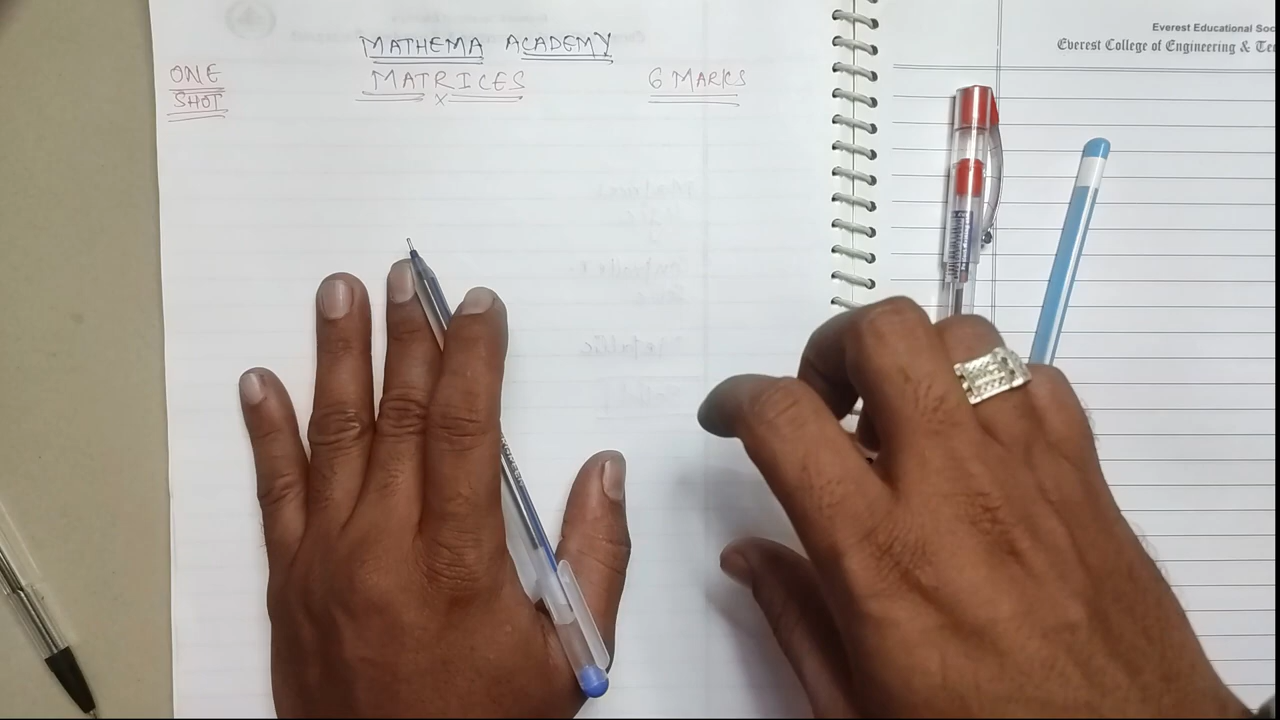 MATHEMA ACADEMY
ONE SHOT
MATRICES
6 MARKS
Everest Educational Soc
Everest College of Engineering & Te